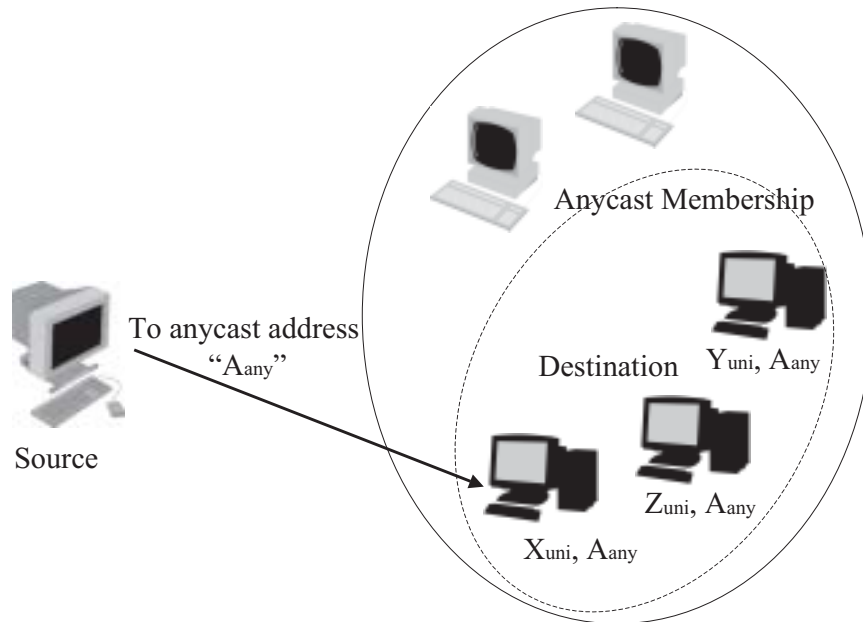 Anycast Membership
To anycast address
“Aany”
Destination
Yuni, Aany
Source
Zuni, Aany
Xuni, Aany